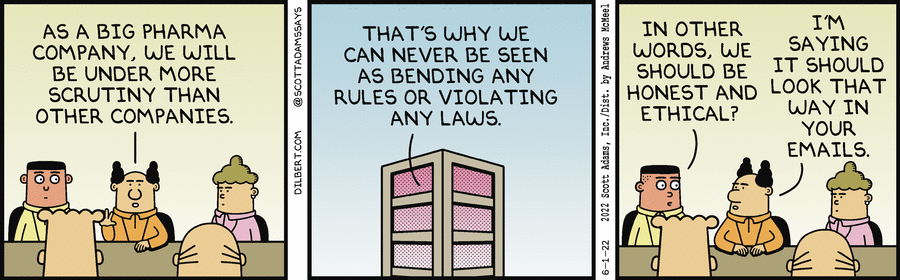 AS A BIG PHARMA
COMPANY, WE WILL
BE UNDER MORE
SCRUTINY THAN
OTHER COMPANIES.
DILBERT.COM @SCOTTADAMSSAYS
THAT'S WHY WE
CAN NEVER BE SEEN
AS BENDING ANY
RULES OR VIOLATING
ANY LAWS.
6-1-22 2022 Scott Adams, Inc./Dist. by Andrews McMeel
IN OTHER
WORDS, WE
SHOULD BE
HONEST AND
ETHICAL?
I'M
SAYING
IT SHOULD
LOOK THAT
WAY IN
YOUR
EMAILS.